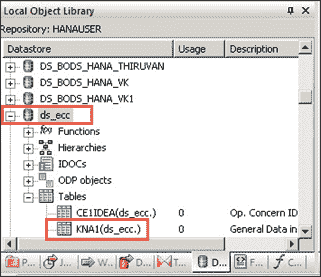 Local Object Library
Repository: HANAUSER
Datastore Usage Description
DS_BODS_HANA_THIRUVAN
DS_BODS_HANA_VK
DS_BODS_HANA_VK1
ds_ecc
Functions
Hierarchies
IDOCs
ODP objects
Tables
CE1IDEA(ds_ecc.) 0 Op. Concern ID
KNA1(ds_ecc.) 0 General Data in
P... J... W... D... T... D... F... C...